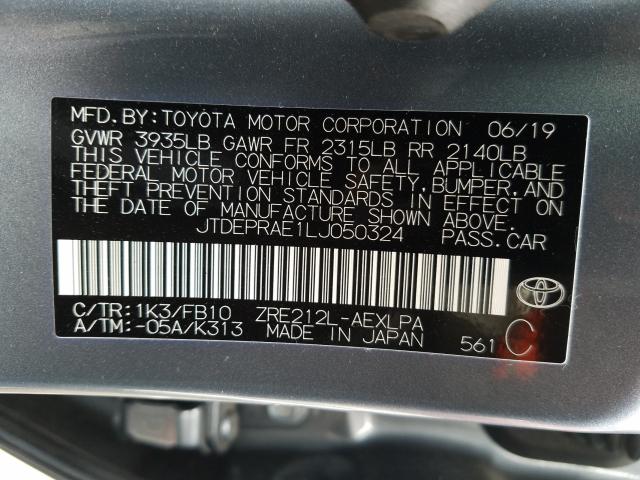 MFD.BY:TOYOTA MOTOR CORPORATION 06/19
GVWR 3935LB GAWR FR 2315LB RR 2140LB
THIS VEHICLE CONFORMS TO ALL APPLICABLE
FEDERAL MOTOR VEHICLE SAFETY,BUMPER,AND
THEFT PREVENTION STANDARDS IN EFFECT ON
THE DATE OF MANUFACTURE SHOWN ABOVE.
JTDEPRAE1LJ050324 PASS.CAR
C/TR:1K3/FB10 ZRE212L-AEXLPA
A/TM:-05A/K313 MADE IN JAPAN 561 C